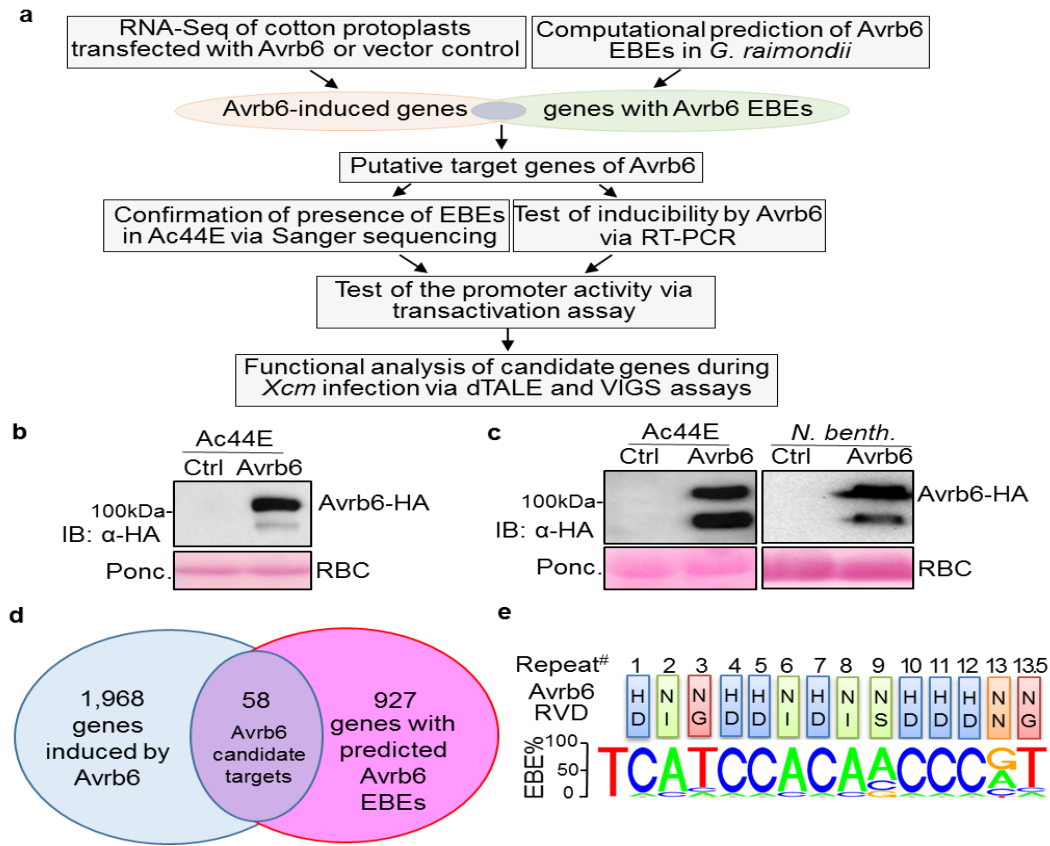 a
RNA-Seq of cotton protoplasts
transfected with Avrb6 or vector control
Computational prediction of Avrb6
EBEs in G. raimondii
Avrb6-induced genes
genes with Avrb6 EBEs
Putative target genes of Avrb6
Confirmation of presence of EBEs
in Ac44E via Sanger sequencing
Test of inducibility by Avrb6
via RT-PCR
Test of the promoter activity via
transactivation assay
Functional analysis of candidate genes during
Xcm infection via dTALE and VIGS assays
b
Ac44E
Ctrl Avrb6
100kDa-
Avrb6-HA
IB: α-HA
Ponc.
RBC
c
Ac44E
N. benth.
Ctrl Avrb6
Ctrl Avrb6
100kDa-
Avrb6-HA
IB: α-HA
Ponc.
RBC
d
1,968
genes
induced by
Avrb6
58
Avrb6
candidate
targets
927
genes with
predicted
Avrb6
EBEs
e
Repeat# 1 2 3 4 5 6 7 8 9 10 11 12 13 13.5
Avrb6
RVD
HD NI NG HD HD NI HD NI NS HD HD HD NN NG
EBE%
100
50
0
TCATCCACAACCCGT
C
G
A